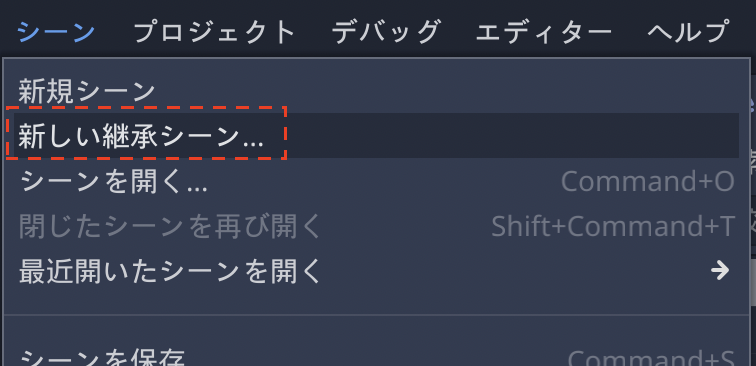 シーン プロジェクト デバッグ エディター ヘルプ
新規シーン
新しい継承シーン...
シーンを開く... Command+O
閉じたシーンを再び開く Shift+Command+T
最近開いたシーンを開く
シーンを保存 Command+S